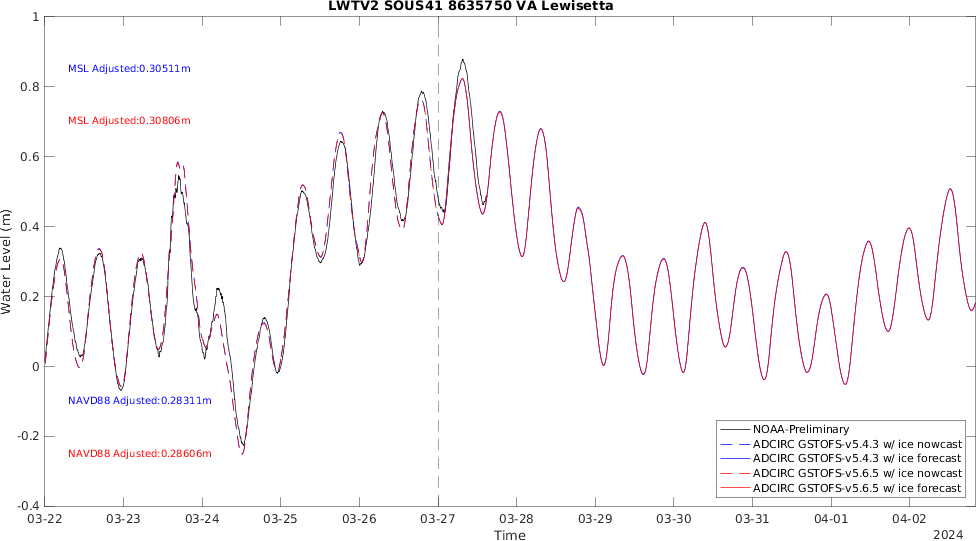 LWTV2 SOUS41 8635750 VA Lewisetta
1
0.8
0.6
0.4
0.2
0
-0.2
-0.4
Water Level (m)
MSL Adjusted:0.30511m
MSL Adjusted:0.30806m
NAVD88 Adjusted:0.28311m
NAVD88 Adjusted:0.28606m
NOAA-Preliminary
ADCIRC GSTOFS-v5.4.3 w/ ice nowcast
ADCIRC GSTOFS-v5.4.3 w/ ice forecast
ADCIRC GSTOFS-v5.6.5 w/ ice nowcast
ADCIRC GSTOFS-v5.6.5 w/ ice forecast
03-22 03-23 03-24 03-25 03-26 03-27 03-28 03-29 03-30 03-31 04-01 04-02
Time
2024